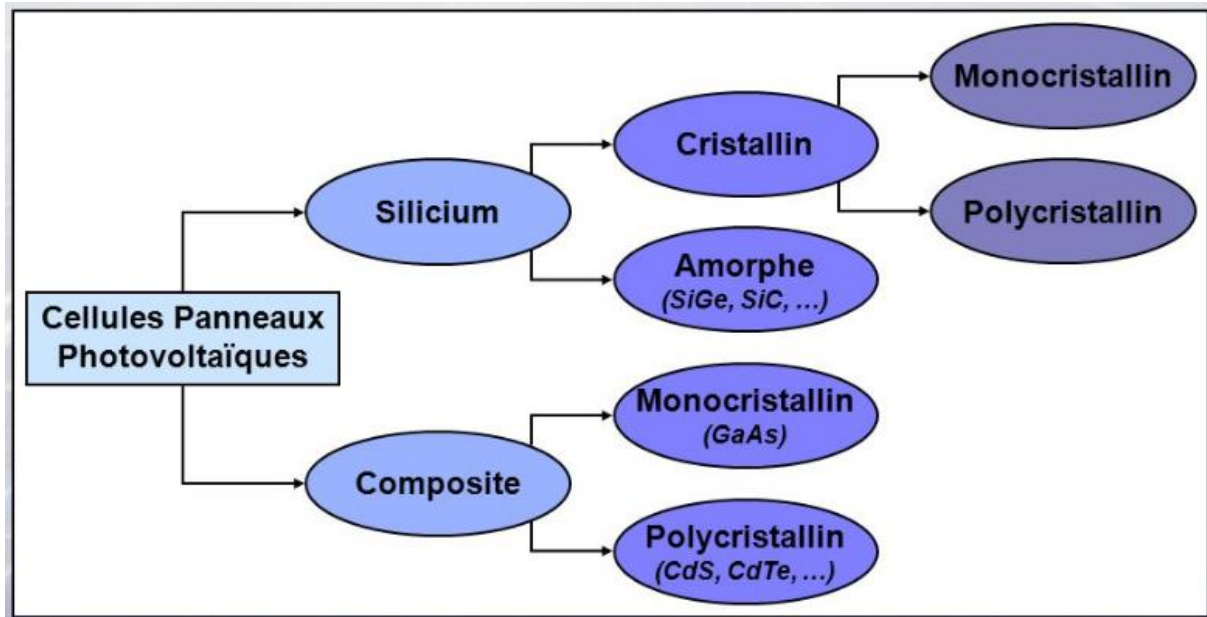 Monocristallin
Cristallin
Silicium
Polycristallin
Amorphe
(SiGe, SiC, ...)
Cellules Panneaux
Photovoltaïques
Monocristallin
(GaAs)
Composite
Polycristallin
(CdS, CdTe, ...)